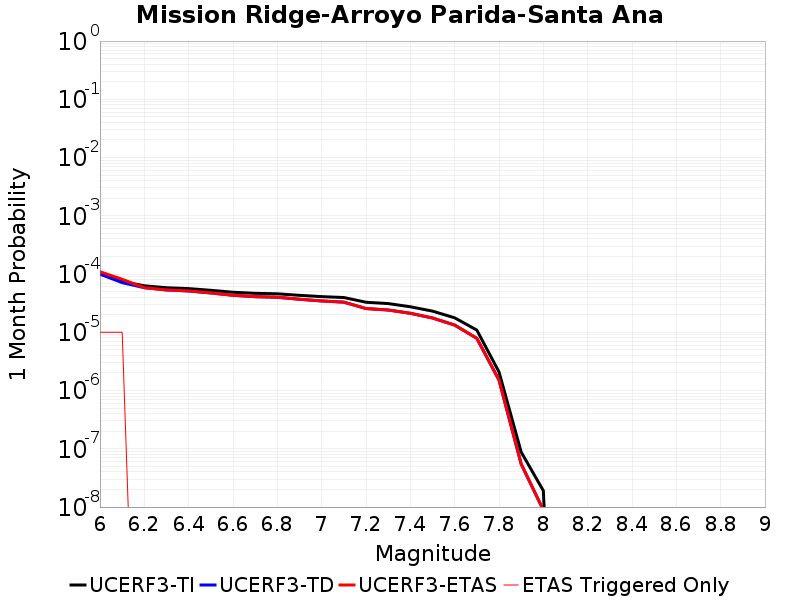 Mission Ridge-Arroyo Parida-Santa Ana
1 Month Probability
10^0
10^-1
10^-2
10^-3
10^-4
10^-5
10^-6
10^-7
10^-8
6 6.2 6.4 6.6 6.8 7 7.2 7.4 7.6 7.8 8 8.2 8.4 8.6 8.8 9
Magnitude
UCERF3-TI UCERF3-TD UCERF3-ETAS ETAS Triggered Only